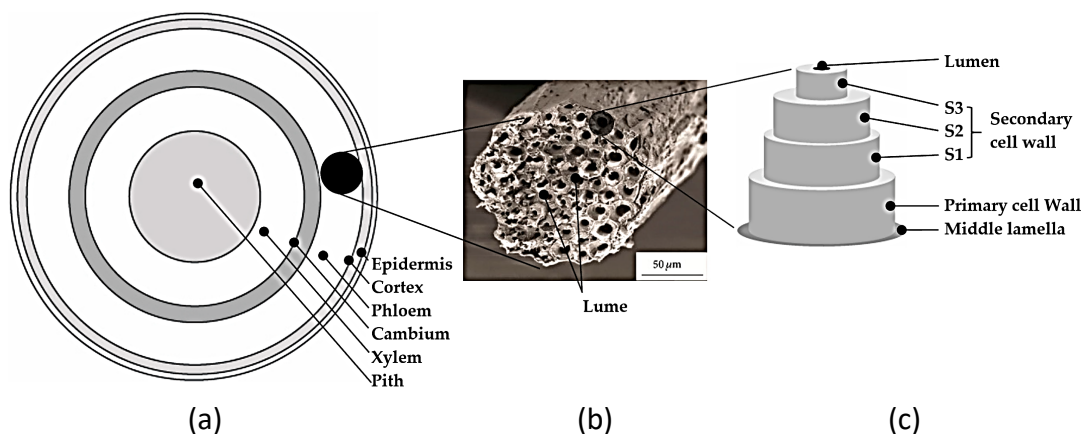 Epidermis
Cortex
Phloem
Cambium
Xylem
Pith
(a)
50 µm
Lume
(b)
Lumen
S3
S2
S1
Secondary
cell wall
Primary cell Wall
Middle lamella
(c)